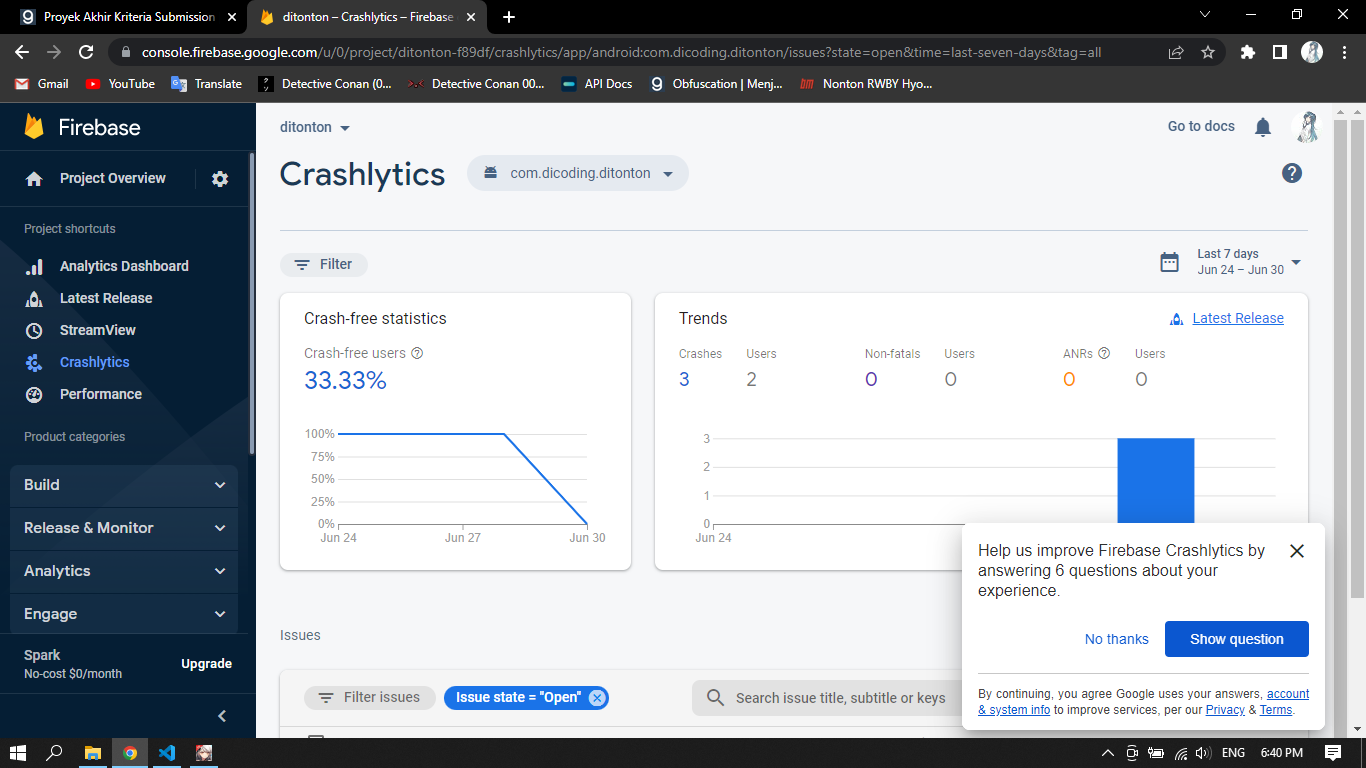 Proyek Akhir Kriteria Submission
ditonton – Crashlytics – Firebase
console.firebase.google.com/u/0/project/ditonton-f89df/crashlytics/app/android:com.dicoding.ditonton/issues?state=open&time=last-seven-days&tag=all
Gmail
YouTube
Translate
Detective Conan (0...
Detective Conan 00...
API Docs
Obfuscation | Menj...
Nonton RWBY Hyo...
Firebase
Project Overview
Project shortcuts
Analytics Dashboard
Latest Release
StreamView
Crashlytics
Performance
Product categories
Build
Release & Monitor
Analytics
Engage
Spark
No-cost $0/month
Upgrade
ditonton
Go to docs
Crashlytics
com.dicoding.ditonton
Filter
Last 7 days
Jun 24 – Jun 30
Crash-free statistics
Crash-free users
33.33%
100%
75%
50%
25%
0%
Jun 24
Jun 27
Jun 30
Trends
Latest Release
Crashes
Users
Non-fatals
Users
ANRs
Users
3
2
0
0
0
0
3
2
1
0
Jun 24
Issues
Filter issues
Issue state = "Open"
Search issue title, subtitle or keys
Help us improve Firebase Crashlytics by
answering 6 questions about your
experience.
No thanks
Show question
By continuing, you agree Google uses your answers, account
& system info to improve services, per our Privacy & Terms.
ENG
6:40 PM